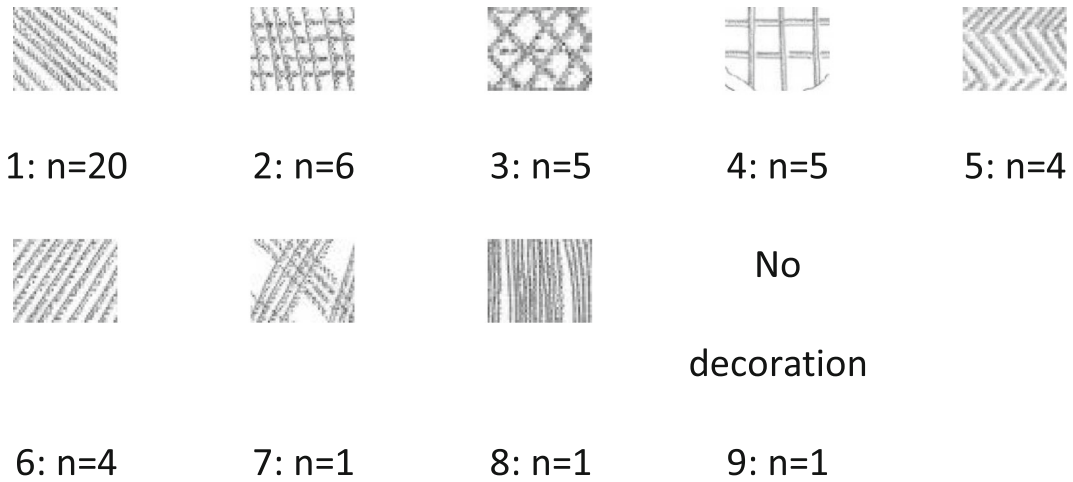 1: n=20 2: n=6 3: n=5 4: n=5 5: n=4
No
decoration
6: n=4 7: n=1 8: n=1 9: n=1